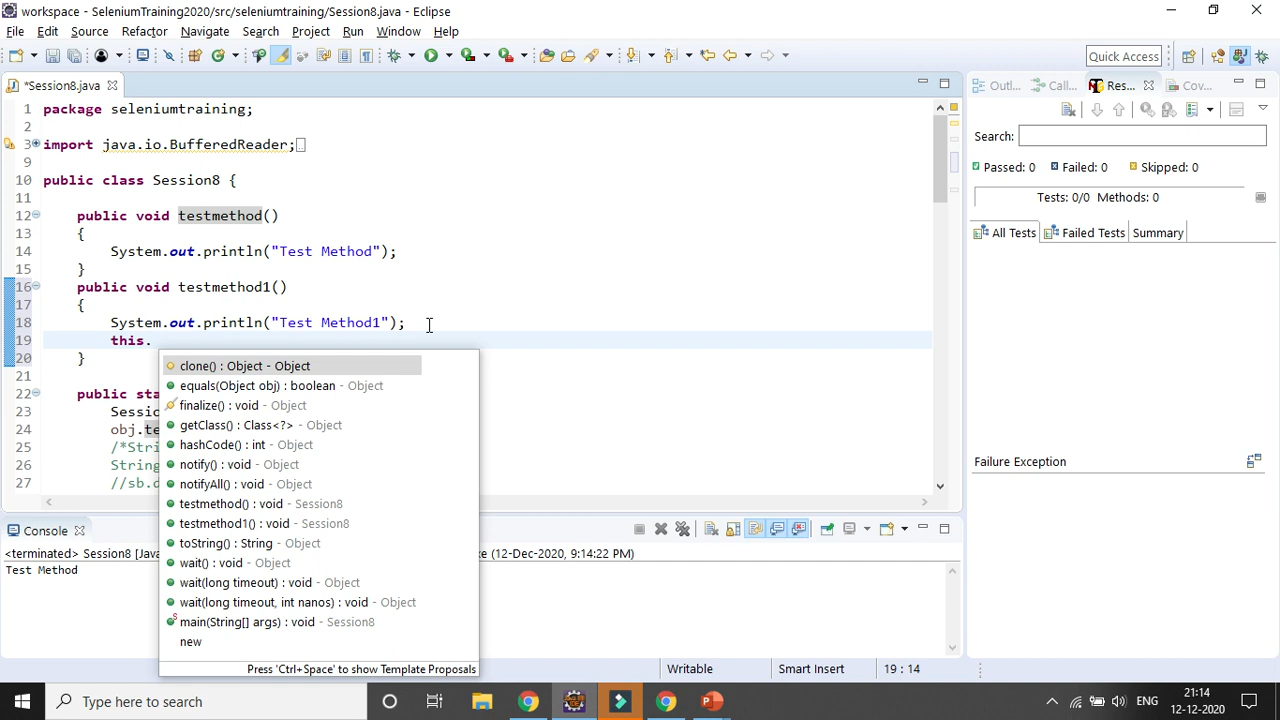 workspace - SeleniumTraining2020/src/seleniumtraining/Session8.java - Eclipse
File Edit Source Refactor Navigate Search Project Run Window Help
Quick Access
*Session8.java
Outl... Call... Res... Cov...
1 package seleniumtraining;
2
3 import java.io.BufferedReader;
9
10 public class Session8 {
11
12 public void testmethod()
13 {
14 System.out.println("Test Method");
15 }
16 public void testmethod1()
17 {
18 System.out.println("Test Method1");
19 this.
20 }
21
22 public sta
23 Sessio
24 obj.te
25 /*Stri
26 String
27 //sb.d
clone() : Object - Object
equals(Object obj) : boolean - Object
finalize() : void - Object
getClass() : Class<?> - Object
hashCode() : int - Object
notify() : void - Object
notifyAll() : void - Object
testmethod() : void - Session8
testmethod1() : void - Session8
toString() : String - Object
wait() : void - Object
wait(long timeout) : void - Object
wait(long timeout, int nanos) : void - Object
main(String[] args) : void - Session8
new
Press 'Ctrl+Space' to show Template Proposals
Search:
Passed: 0 Failed: 0 Skipped: 0
Tests: 0/0 Methods: 0
All Tests Failed Tests Summary
Failure Exception
Console
<terminated> Session8 [Java xe (12-Dec-2020, 9:14:22 PM)
Test Method
Writable Smart Insert 19 : 14
Type here to search
ENG
21:14
12-12-2020